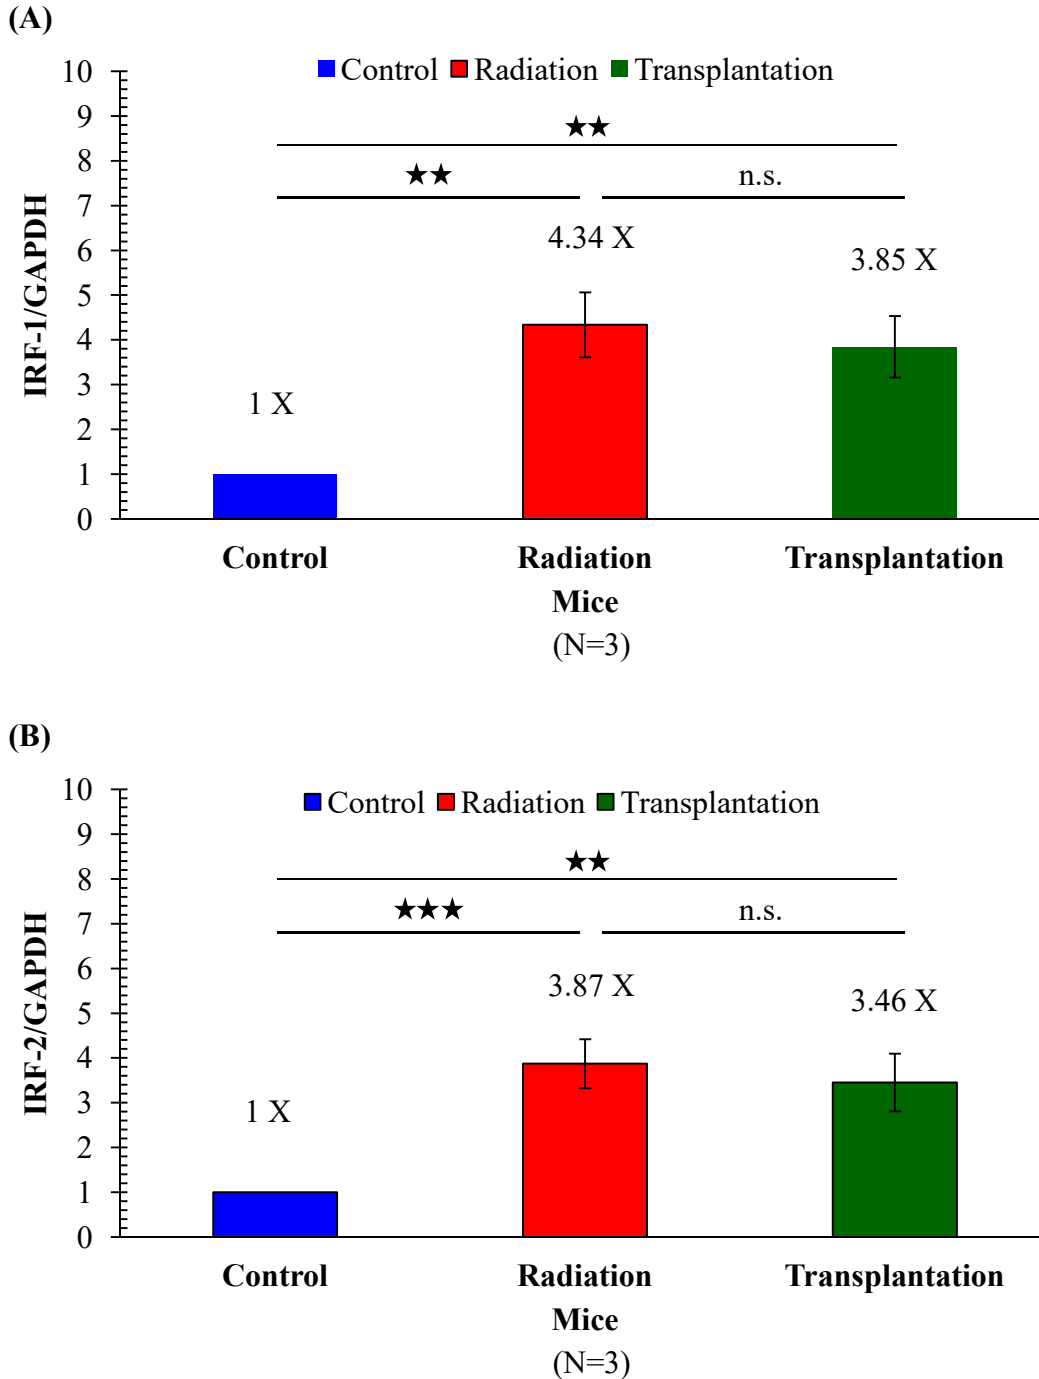 (A)
Control Radiation Transplantation
10
9
8
7
6
5
4
3
2
1
0
IRF-1/GAPDH
★★
★★
n.s.
4.34 X
3.85 X
1 X
Control Radiation Transplantation
Mice
(N=3)
(B)
Control Radiation Transplantation
10
9
8
7
6
5
4
3
2
1
0
IRF-2/GAPDH
★★
★★★
n.s.
3.87 X
3.46 X
1 X
Control Radiation Transplantation
Mice
(N=3)